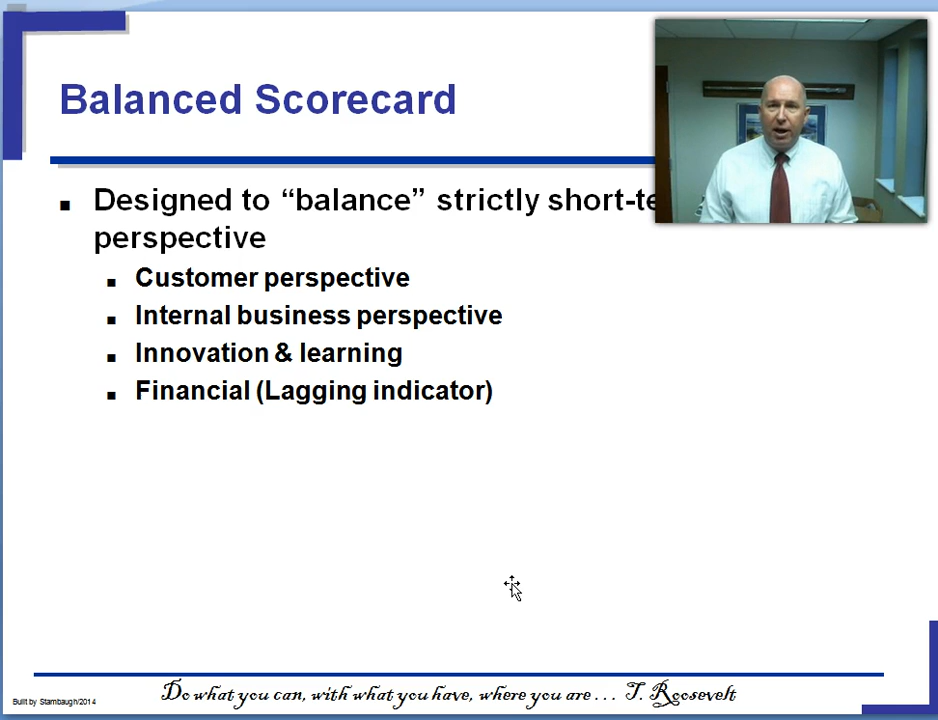 Balanced Scorecard
Designed to “balance” strictly short-te
perspective
Customer perspective
Internal business perspective
Innovation & learning
Financial (Lagging indicator)
Do what you can, with what you have, where you are . . . T. Roosevelt
Built by Stambaugh/2014